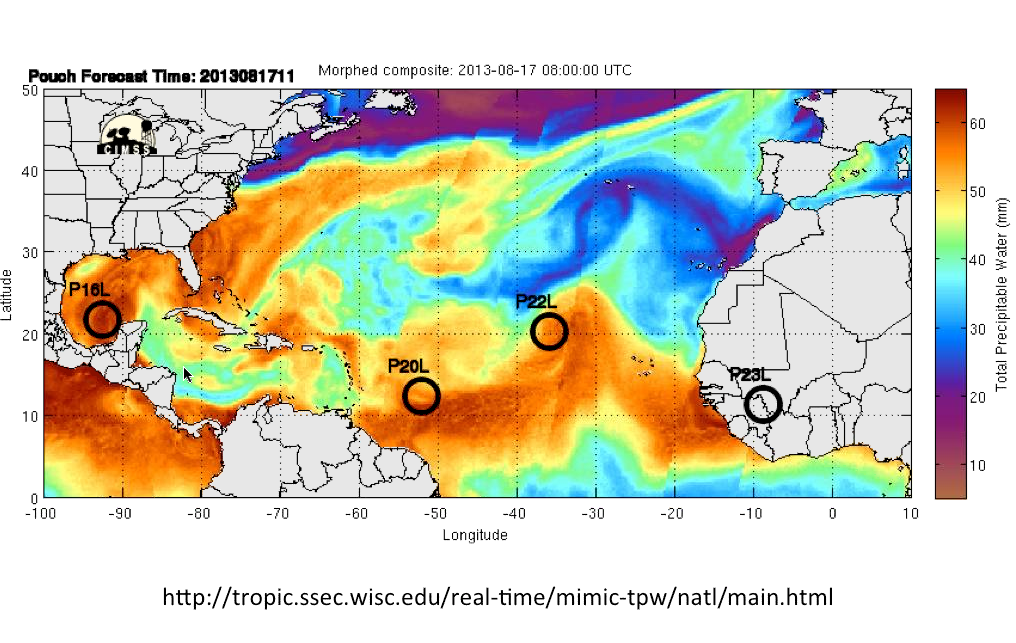 Pouch Forecast Time: 2013081711
Morphed composite: 2013-08-17 08:00:00 UTC
50
40
30
20
10
0
Latitude
CIMSS
P16L
P22L
P20L
P23L
-100 -90 -80 -70 -60 -50 -40 -30 -20 -10 0 10
Longitude
60
50
40
30
20
10
Total Precipitable Water (mm)
http://tropic.ssec.wisc.edu/real-time/mimic-tpw/natl/main.html